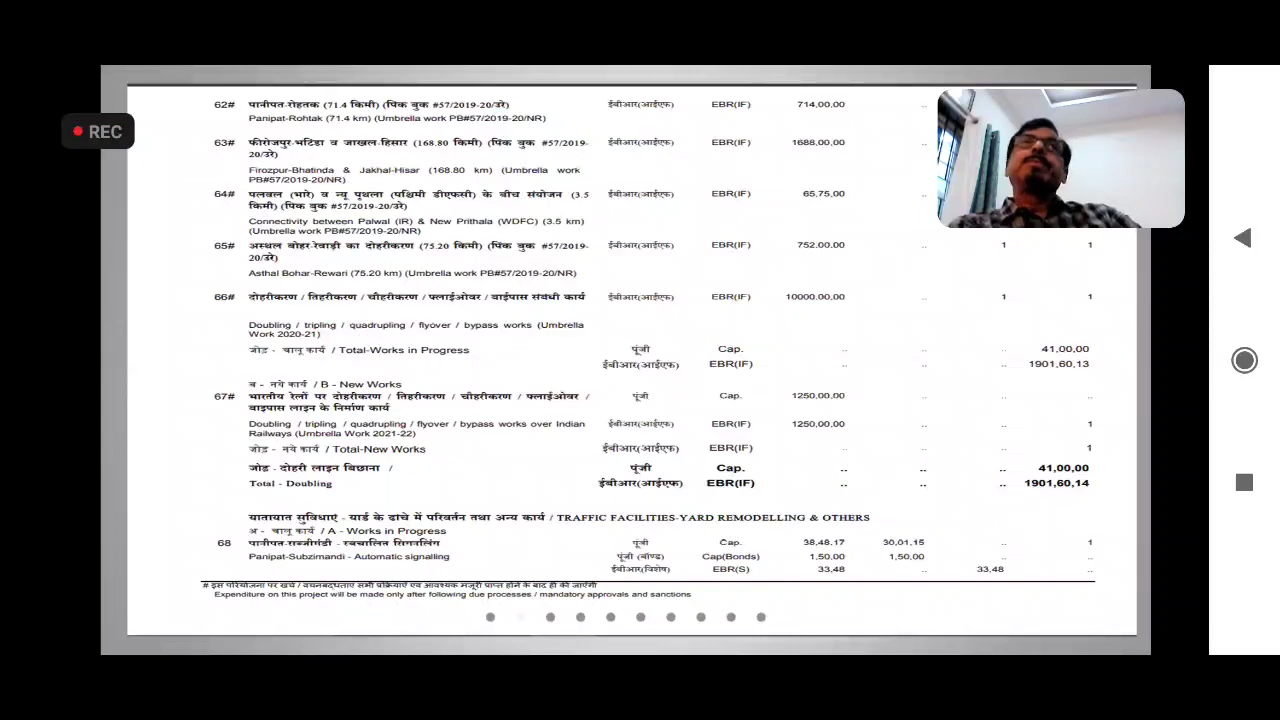 REC
62# पानीपत-रोहतक (71.4 किमी) (पिंक बुक #57/2019-20/उरे) ईबीआर(आईएफ) EBR(IF) 714,00,00 ..
Panipat-Rohtak (71.4 km) (Umbrella work PB#57/2019-20/NR)
63# फीरोजपुर-भटिंडा व जाखल-हिसार (168.80 किमी) (पिंक बुक #57/2019- ईबीआर(आईएफ) EBR(IF) 1688,00,00 ..
20/उरे)
Firozpur-Bhatinda & Jakhal-Hisar (168.80 km) (Umbrella work
PB#57/2019-20/NR)
64# पलवल (भारे) व न्यू पृथला (पश्चिमी डीएफसी) के बीच संयोजन (3.5 ईबीआर(आईएफ) EBR(IF) 65,75,00 ..
किमी) (पिंक बुक #57/2019-20/उरे)
Connectivity between Palwal (IR) & New Prithala (WDFC) (3.5 km)
(Umbrella work PB#57/2019-20/NR)
65# अस्थल बोहर-रेवाड़ी का दोहरीकरण (75.20 किमी) (पिंक बुक #57/2019- ईबीआर(आईएफ) EBR(IF) 752,00,00 .. 1 1
20/उरे)
Asthal Bohar-Rewari (75.20 km) (Umbrella work PB#57/2019-20/NR)
66# दोहरीकरण / तिहरीकरण / चौहरीकरण / फ्लाईओवर / बाईपास संबंधी कार्य ईबीआर(आईएफ) EBR(IF) 10000,00,00 .. 1 1
Doubling / tripling / quadrupling / flyover / bypass works (Umbrella
Work 2020-21)
जोड़ - चालू कार्य / Total-Works in Progress पूंजी Cap. .. .. .. 41,00,00
ईबीआर(आईएफ) EBR(IF) .. .. .. 1901,60,13
ब - नये कार्य / B - New Works
67# भारतीय रेलों पर दोहरीकरण / तिहरीकरण / चौहरीकरण / फ्लाईओवर / पूंजी Cap. 1250,00,00 .. .. ..
बाइपास लाइन के निर्माण कार्य
Doubling / tripling / quadrupling / flyover / bypass works over Indian ईबीआर(आईएफ) EBR(IF) 1250,00,00 .. .. 1
Railways (Umbrella Work 2021-22)
जोड़ - नये कार्य / Total-New Works ईबीआर(आईएफ) EBR(IF) .. .. .. 1
जोड़ - दोहरी लाइन बिछाना / पूंजी Cap. .. .. .. 41,00,00
Total - Doubling ईबीआर(आईएफ) EBR(IF) .. .. .. 1901,60,14
यातायात सुविधाएं - यार्ड के ढांचे में परिवर्तन तथा अन्य कार्य / TRAFFIC FACILITIES-YARD REMODELLING & OTHERS
अ - चालू कार्य / A - Works in Progress
68 पानीपत-सब्जीमंडी - स्वचालित सिगनलिंग पूंजी Cap. 38,48,17 30,01,15 .. 1
Panipat-Subzimandi - Automatic signalling पूंजी (बॉण्ड) Cap(Bonds) 1,50,00 1,50,00 .. ..
ईबीआर(विशेष) EBR(S) 33,48 .. 33,48 ..
# इस परियोजना पर खर्च / वचनबद्धताएं सभी प्रक्रियाएं एवं आवश्यक मंजूरी प्राप्त होने के बाद ही की जाएंगी
Expenditure on this project will be made only after following due processes / mandatory approvals and sanctions